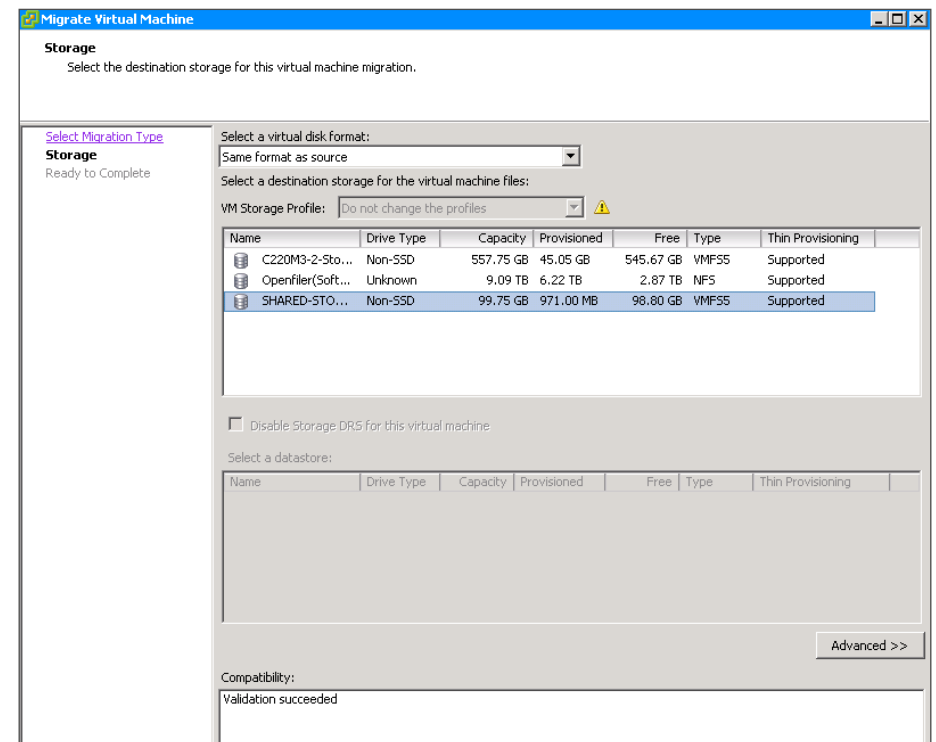 Migrate Virtual Machine
Storage
Select the destination storage for this virtual machine migration.
Select Migration Type
Storage
Ready to Complete
Select a virtual disk format:
Same format as source
Select a destination storage for the virtual machine files:
VM Storage Profile: Do not change the profiles
Name Drive Type Capacity Provisioned Free Type Thin Provisioning
C220M3-2-Sto... Non-SSD 557.75 GB 45.05 GB 545.67 GB VMFS5 Supported
Openfiler(Soft... Unknown 9.09 TB 6.22 TB 2.87 TB NFS Supported
SHARED-STO... Non-SSD 99.75 GB 971.00 MB 98.80 GB VMFS5 Supported
Disable Storage DRS for this virtual machine
Select a datastore:
Name Drive Type Capacity Provisioned Free Type Thin Provisioning
Advanced >>
Compatibility:
Validation succeeded